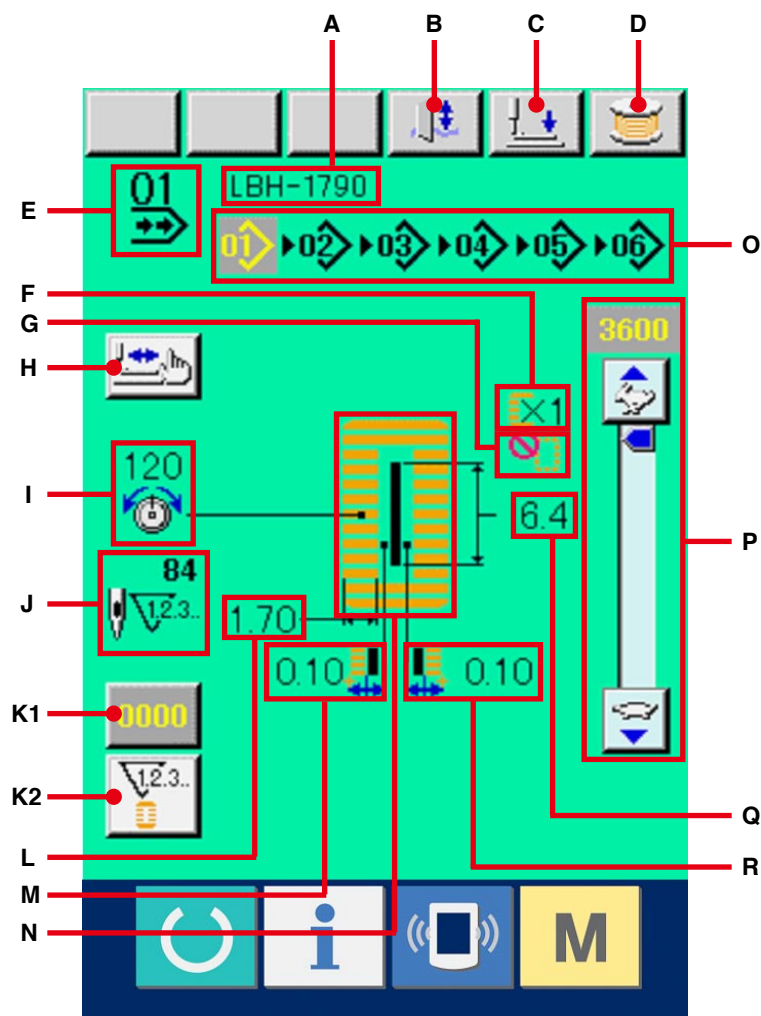 A B C D
E 01 LBH-1790
01 02 03 04 05 06 O
F
G 3600
H
×1
I 120
6.4 P
J 84
1.2.3..
1.70
0.10 0.10
K1 0000
K2 1.2.3..
Q
L R
M
N
i M